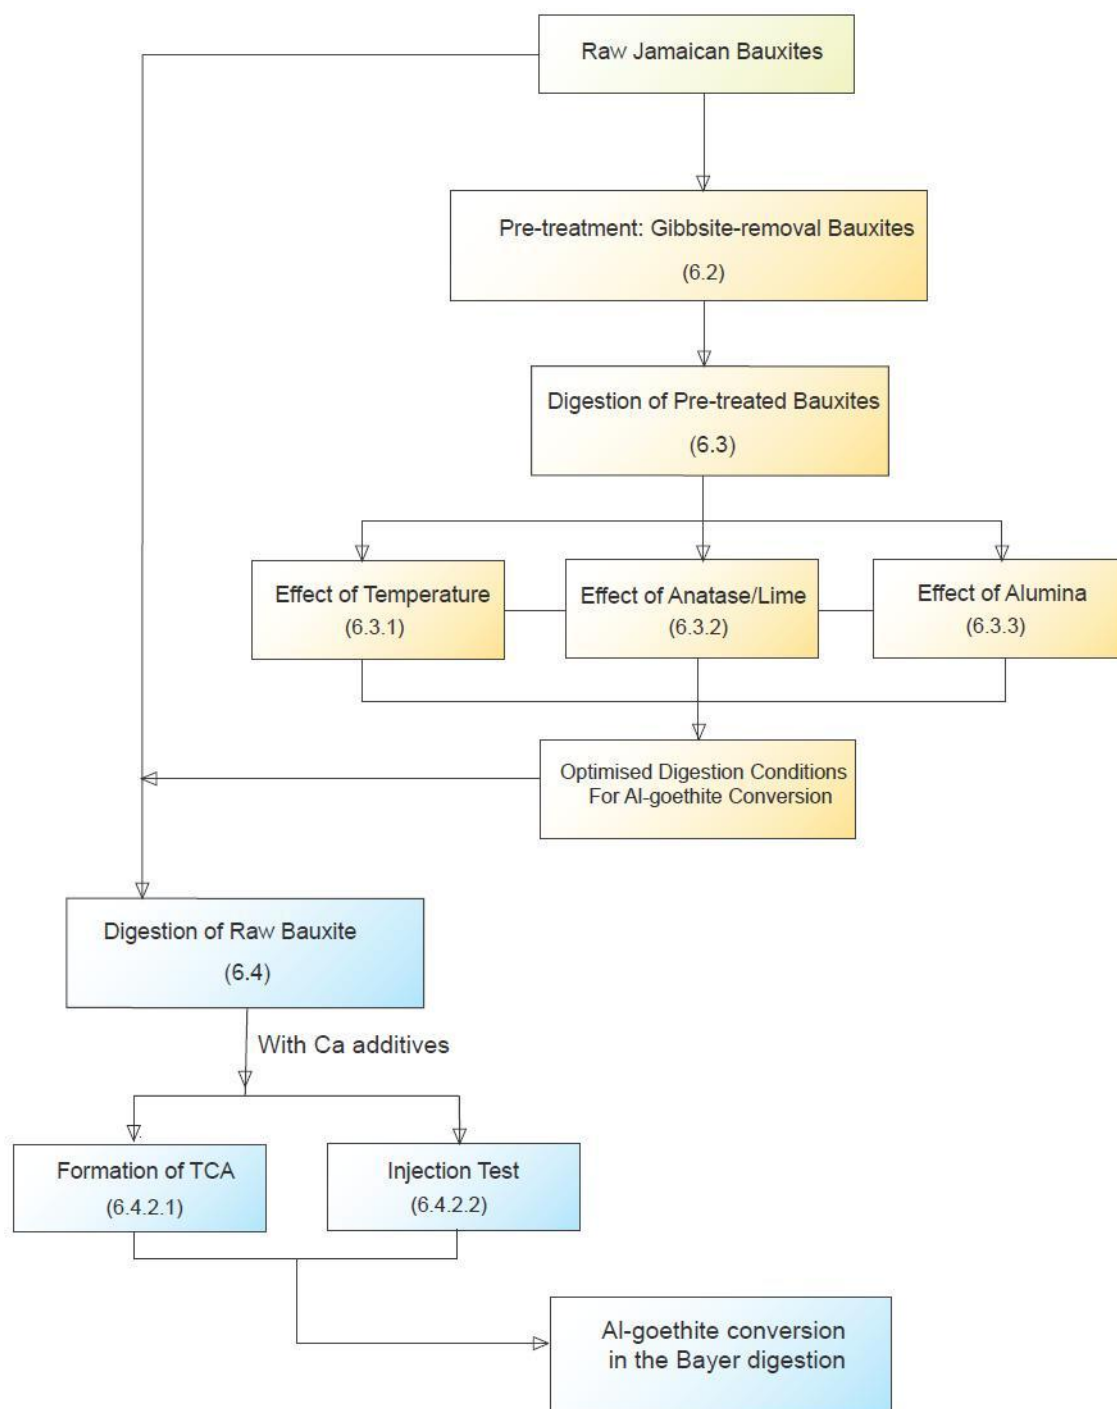 Raw Jamaican Bauxites
Pre-treatment: Gibbsite-removal Bauxites
(6.2)
Digestion of Pre-treated Bauxites
(6.3)
Effect of Temperature
(6.3.1)
Effect of Anatase/Lime
(6.3.2)
Effect of Alumina
(6.3.3)
Optimised Digestion Conditions
For Al-goethite Conversion
Digestion of Raw Bauxite
(6.4)
With Ca additives
Formation of TCA
(6.4.2.1)
Injection Test
(6.4.2.2)
Al-goethite conversion
in the Bayer digestion